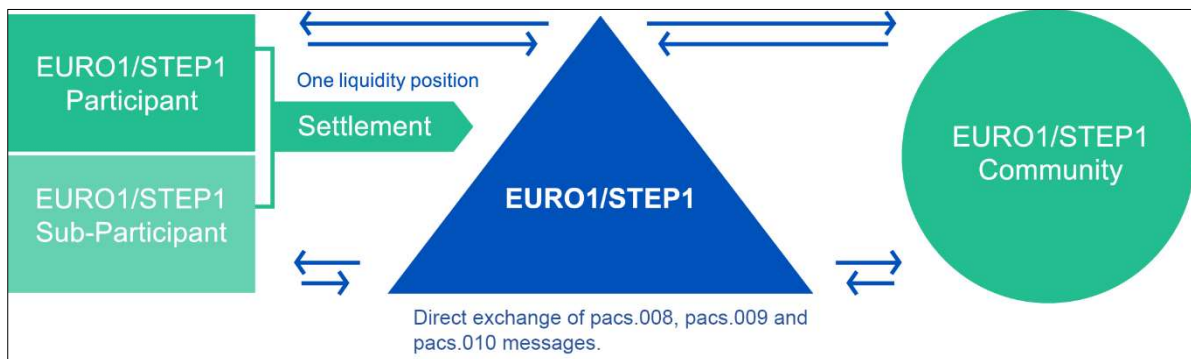 EURO1/STEP1
Participant
One liquidity position
Settlement
EURO1/STEP1
Sub-Participant
EURO1/STEP1
Direct exchange of pacs.008, pacs.009 and
pacs.010 messages.
EURO1/STEP1
Community